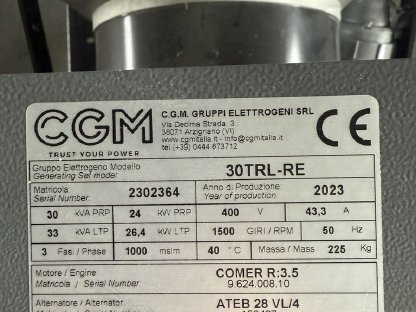 CGM
TRUST YOUR POWER
C.G.M. GRUPPI ELETTROGENI SRL
Via Decima Strada, 3
36071 Arzignano (VI)
www.cgmitalia.it - info@cgmitalia.it
tel (+39) 0444 673712
CE
Gruppo Elettrogeno Modello
Generating Set model
30TRL-RE
Matricola
Serial Number:
2302364
Anno di Produzione
Year of production
2023
30 kVA PRP 24 kW PRP 400 V 43,3 A
33 kVA LTP 26,4 kW LTP 1500 GIRI / RPM 50 Hz
3 Fasi / Phase 1000 mslm 40 °C Massa / Mass 225 Kg
Motore / Engine
Matricola / Serial Number
COMER R:3.5
9.624.008.10
Alternatore / Alternator
ATEB 28 VL/4